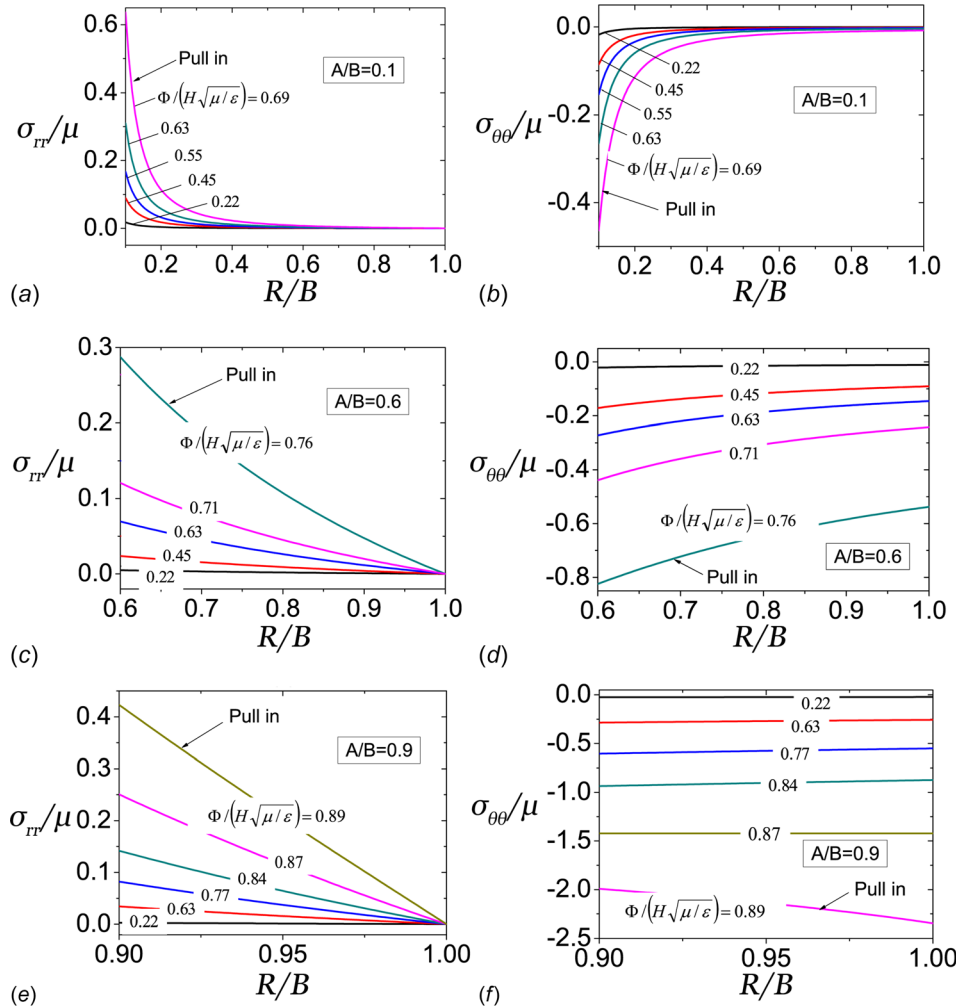 0.6
0.4
0.2
0.0
σrr/μ
Pull in
Φ/(H√μ/ε) = 0.69
0.63
0.55
0.45
0.22
A/B=0.1
0.2 0.4 0.6 0.8 1.0
R/B
(a)
0.0
-0.2
-0.4
σθθ/μ
0.22
0.45
0.55
0.63
Φ/(H√μ/ε) = 0.69
Pull in
A/B=0.1
0.2 0.4 0.6 0.8 1.0
R/B
(b)
0.3
0.2
0.1
0.0
σrr/μ
Pull in
A/B=0.6
Φ/(H√μ/ε) = 0.76
0.71
0.63
0.45
0.22
0.6 0.7 0.8 0.9 1.0
R/B
(c)
0.0
-0.2
-0.4
-0.6
-0.8
σθθ/μ
0.22
0.45
0.63
0.71
Φ/(H√μ/ε) = 0.76
Pull in
A/B=0.6
0.6 0.7 0.8 0.9 1.0
R/B
(d)
0.4
0.3
0.2
0.1
0.0
σrr/μ
Pull in
A/B=0.9
Φ/(H√μ/ε) = 0.89
0.87
0.84
0.77
0.63
0.22
0.90 0.95 1.00
R/B
(e)
0.0
-0.5
-1.0
-1.5
-2.0
-2.5
σθθ/μ
0.22
0.63
0.77
0.84
0.87
A/B=0.9
Pull in
Φ/(H√μ/ε) = 0.89
0.90 0.95 1.00
R/B
(f)